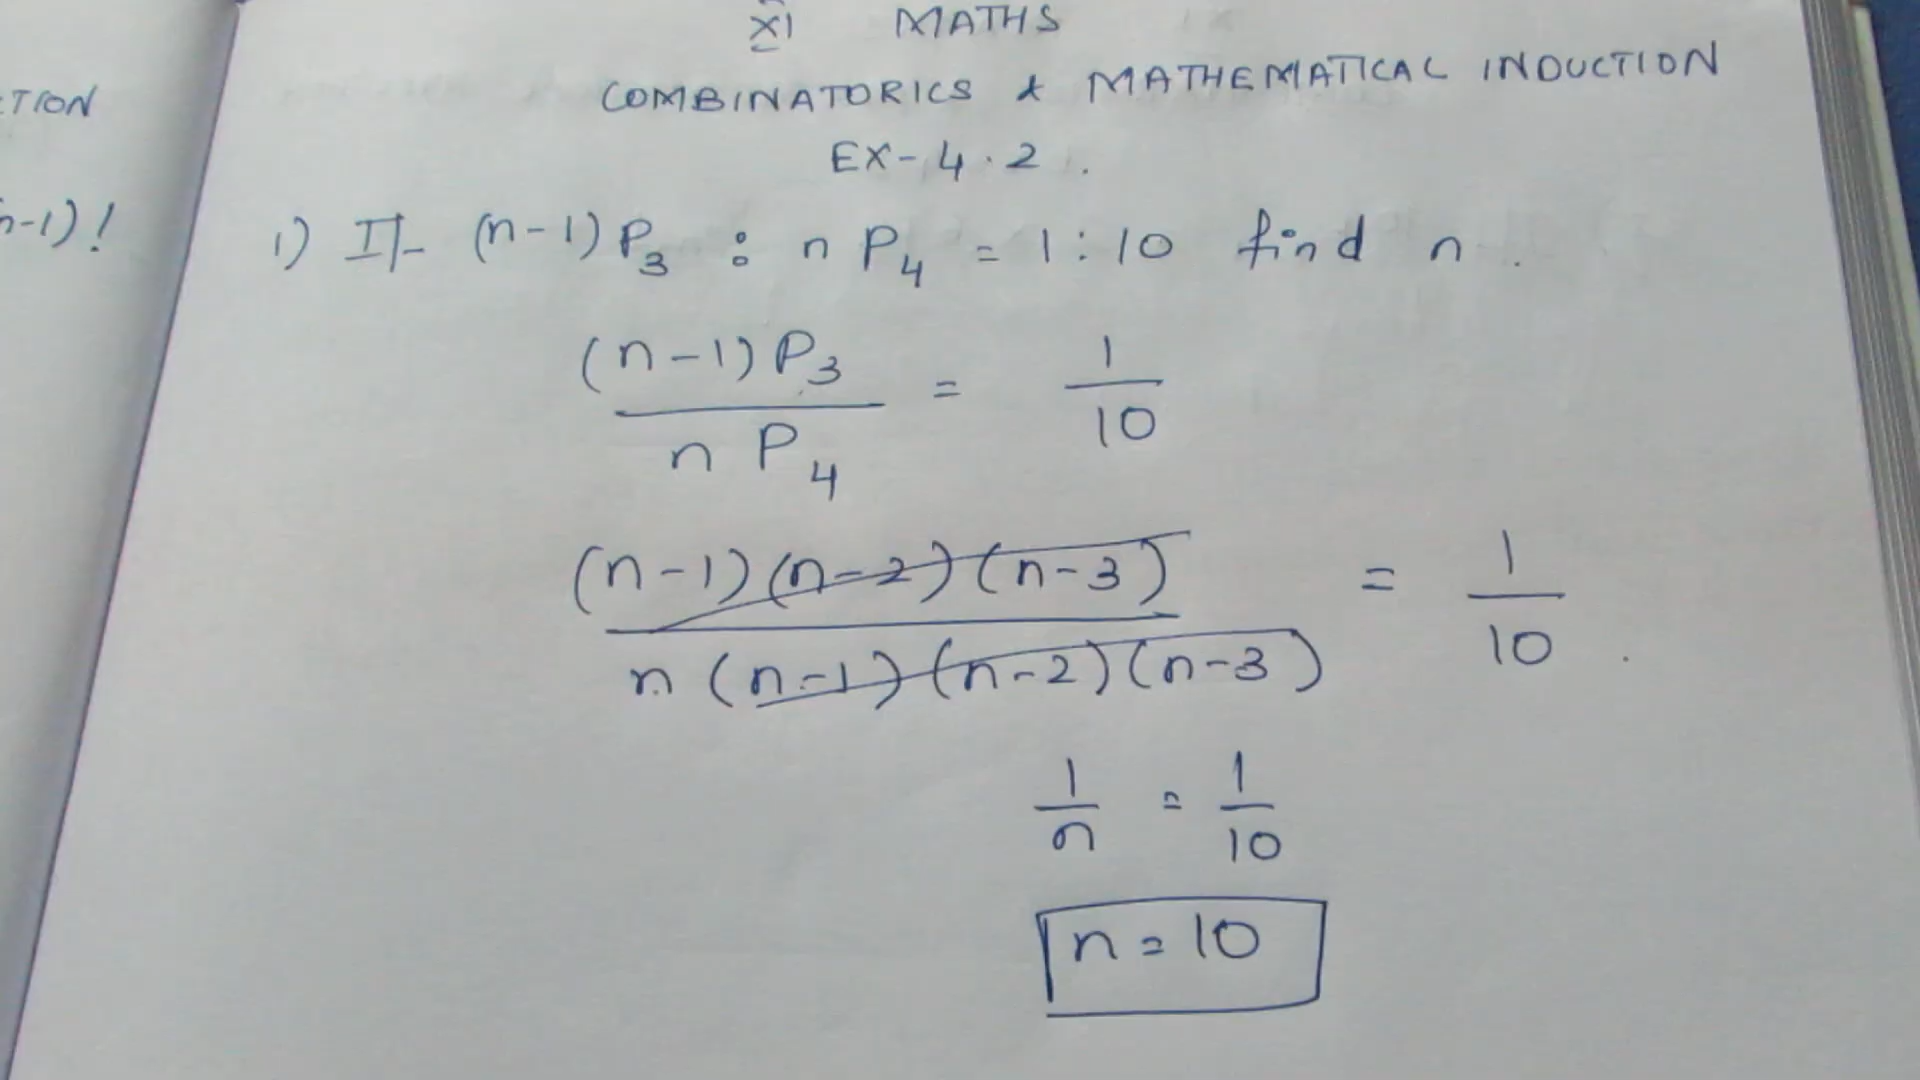 XI MATHS
COMBINATORICS & MATHEMATICAL INDUCTION
EX-4.2.
1) If (n-1)P₃ : nP₄ = 1:10 find n.
(n-1)P₃ / nP₄ = 1/10
(n-1)(n-2)(n-3) / n(n-1)(n-2)(n-3) = 1/10.
1/n = 1/10
n = 10
CTION
n-1)!